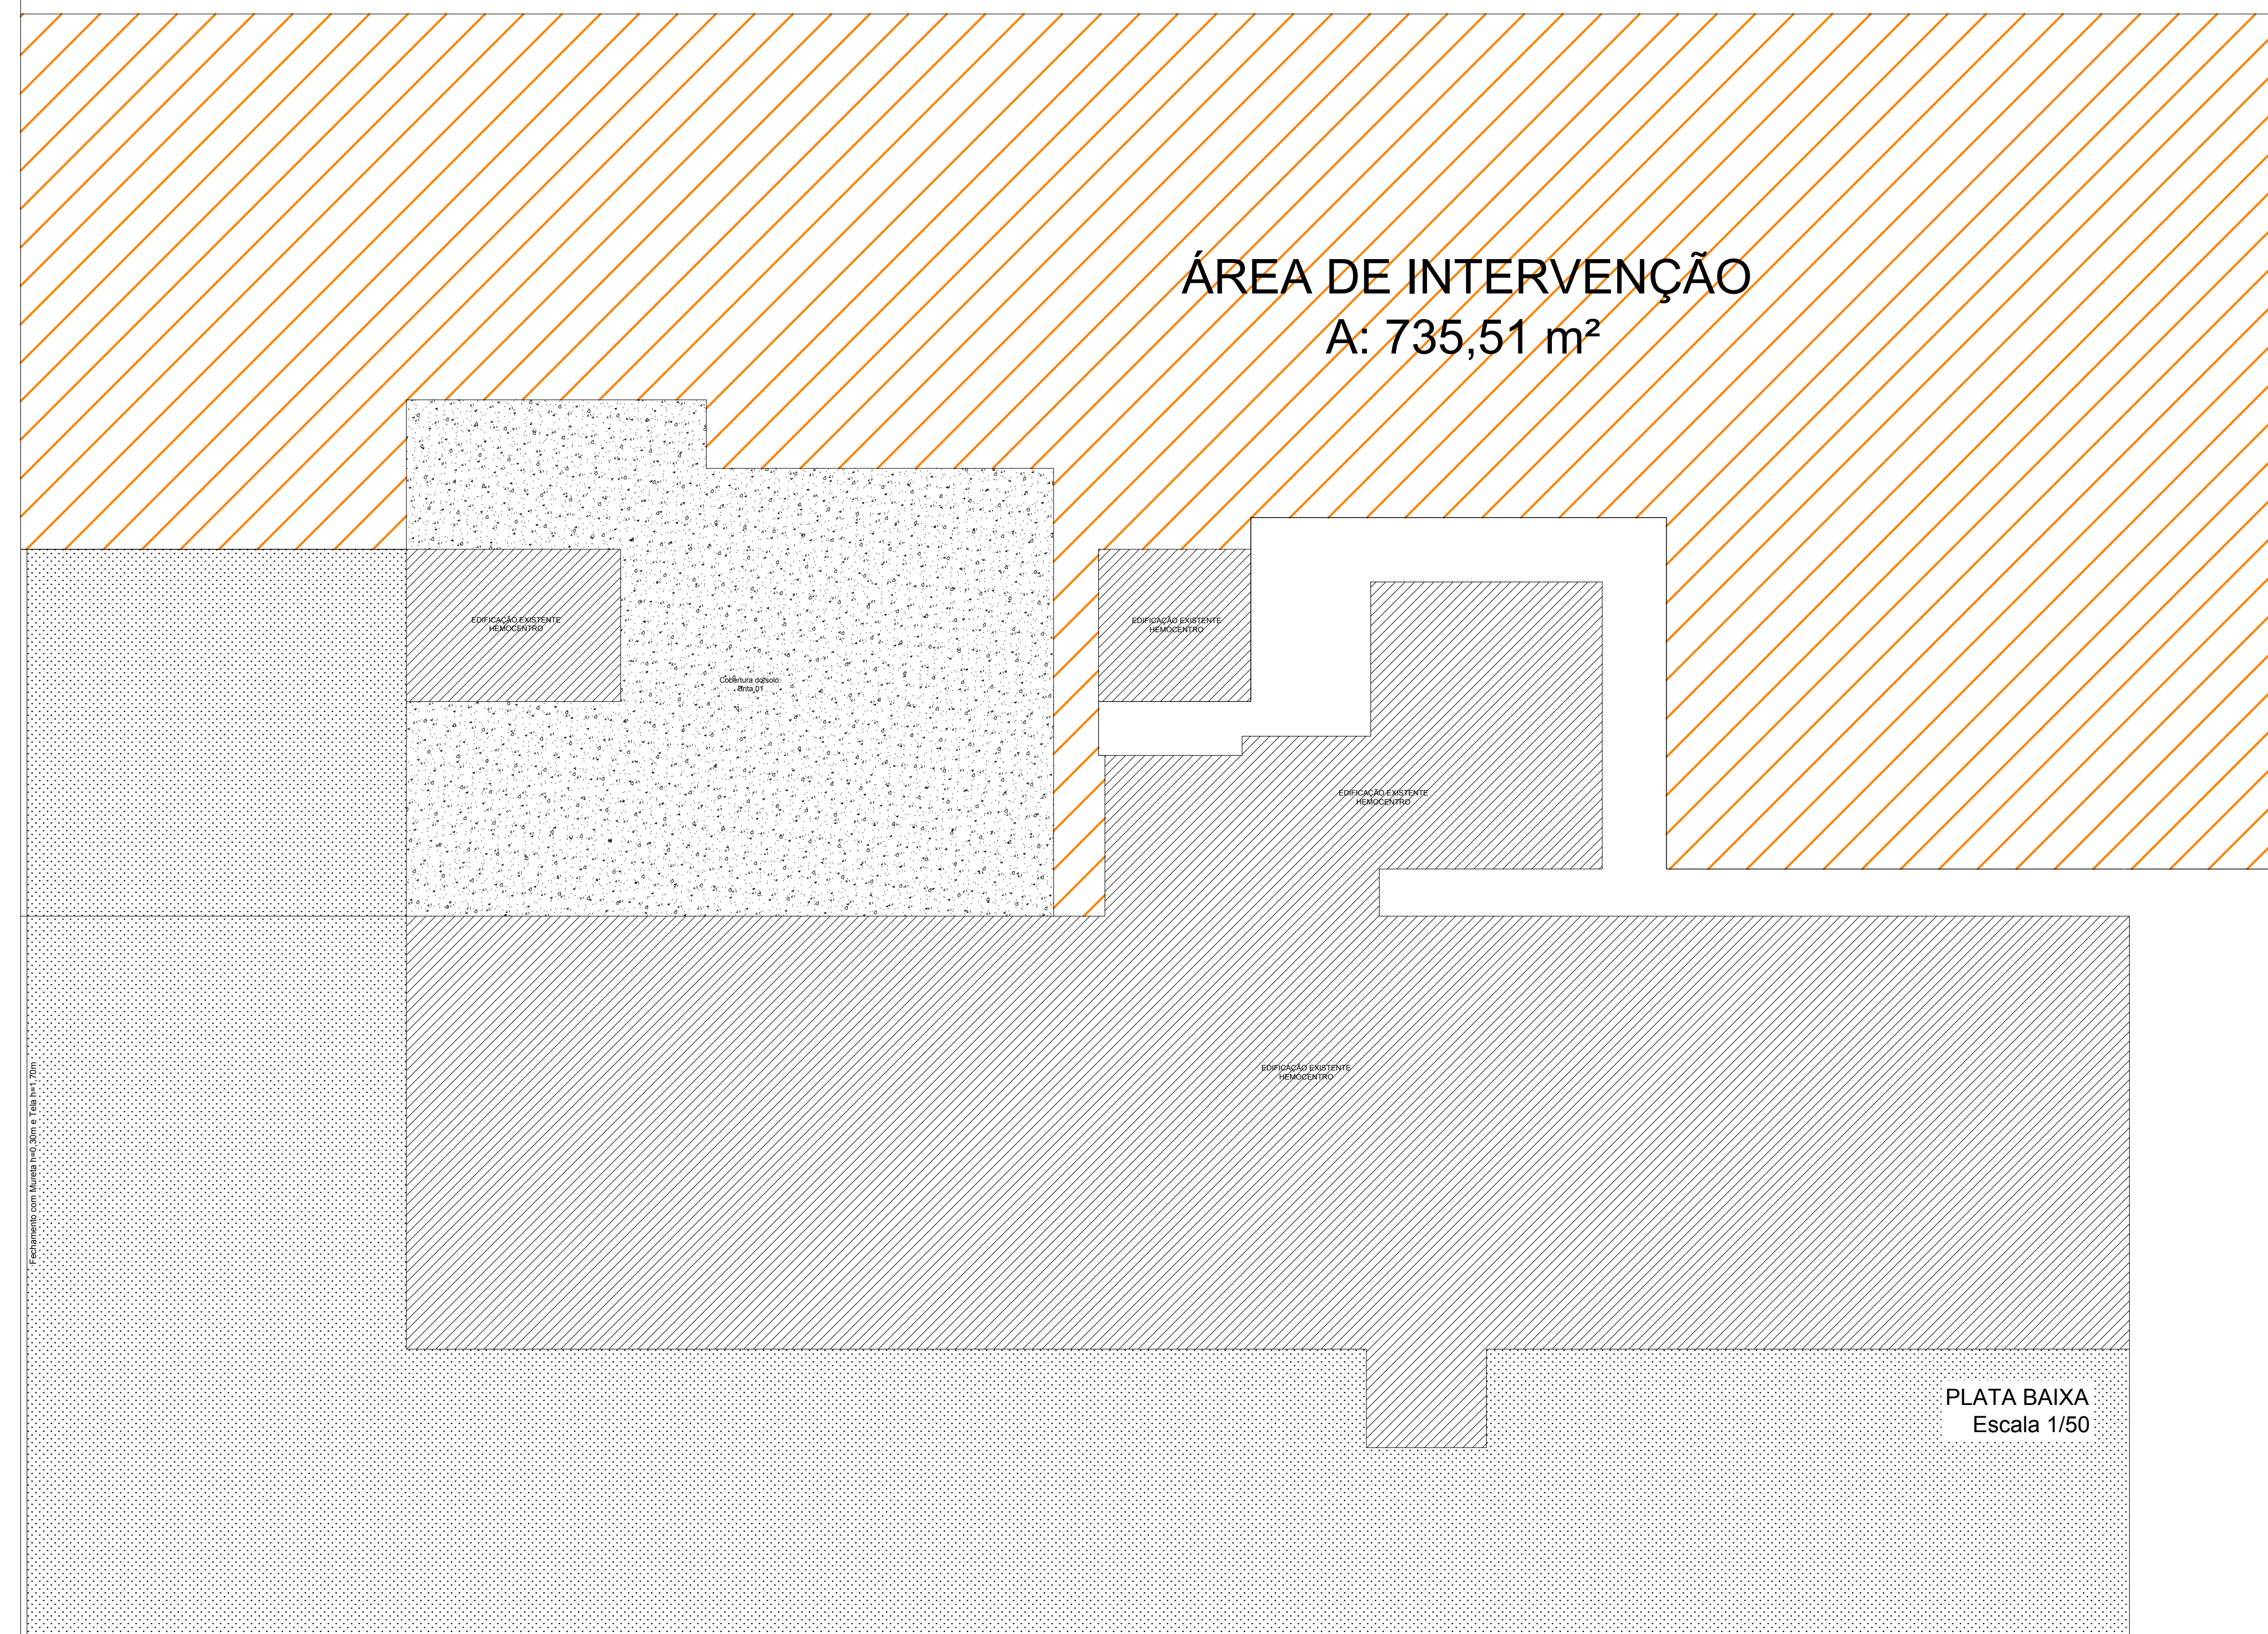 ÁREA DE INTERVENÇÃO
A: 735,51 m²
EDIFICAÇÃO EXISTENTE
HEMOCENTRO
EDIFICAÇÃO EXISTENTE
HEMOCENTRO
Cobertura do solo
Brita 01
EDIFICAÇÃO EXISTENTE
HEMOCENTRO
EDIFICAÇÃO EXISTENTE
HEMOCENTRO
Fechamento com Mureta h=0,30m e Tela h=1,70m
PLATA BAIXA
Escala 1/50